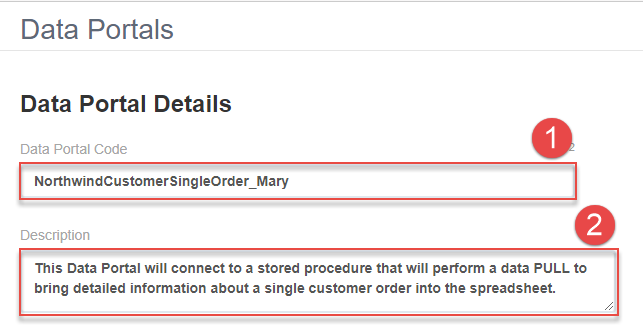 Data Portals
Data Portal Details
1
Data Portal Code
2
NorthwindCustomerSingleOrder_Mary
2
Description
This Data Portal will connect to a stored procedure that will perform a data PULL to
bring detailed information about a single customer order into the spreadsheet.